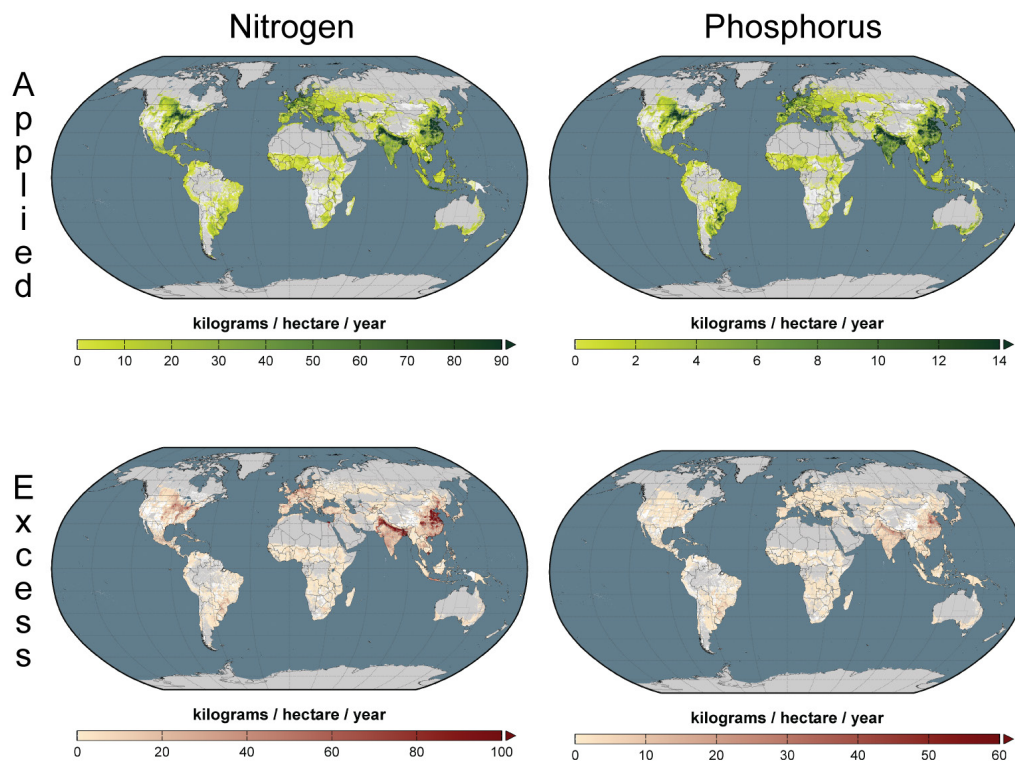 Nitrogen
Phosphorus
Applied
kilograms / hectare / year
0 10 20 30 40 50 60 70 80 90
kilograms / hectare / year
0 2 4 6 8 10 12 14
Excess
kilograms / hectare / year
0 20 40 60 80 100
kilograms / hectare / year
0 10 20 30 40 50 60